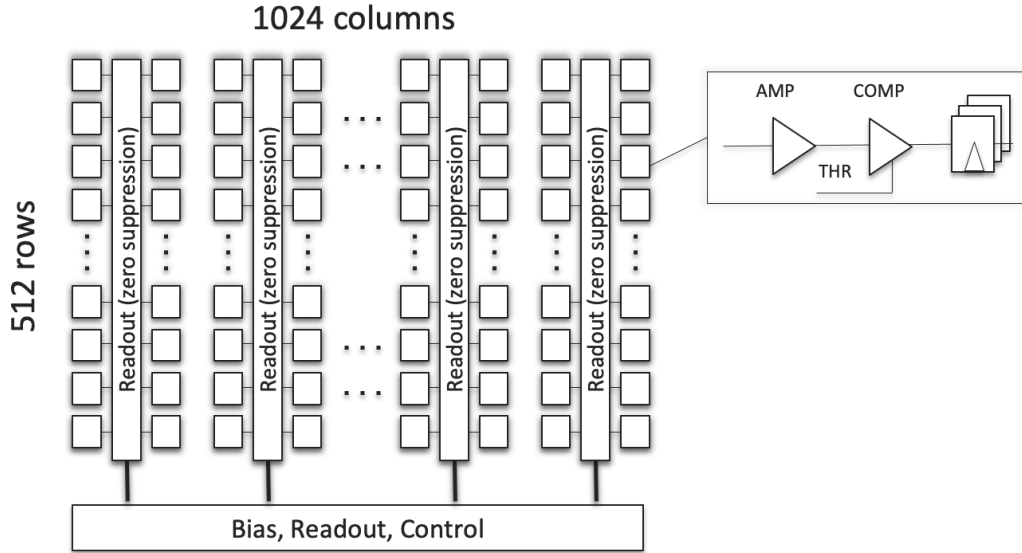 1024 columns
512 rows
Readout (zero suppression)
Readout (zero suppression)
. . .
. . .
Readout (zero suppression)
Readout (zero suppression)
. . .
. . .
AMP
COMP
THR
Bias, Readout, Control